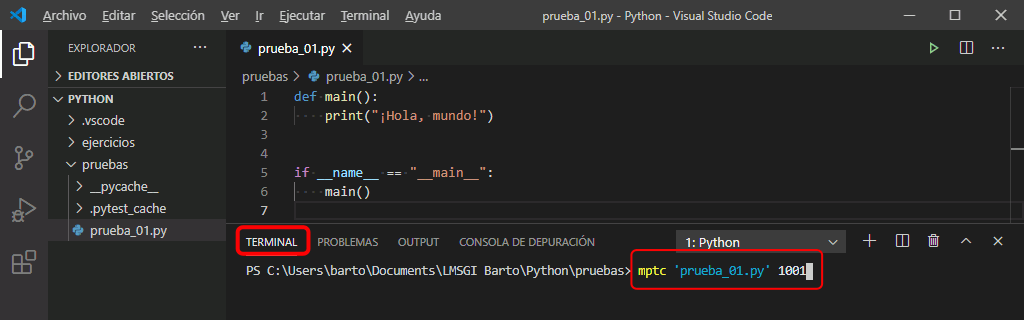 Archivo Editar Selección Ver Ir Ejecutar Terminal Ayuda prueba_01.py - Python - Visual Studio Code
EXPLORADOR ···
EDITORES ABIERTOS
PYTHON
.vscode
ejercicios
pruebas
__pycache__
.pytest_cache
prueba_01.py
prueba_01.py
pruebas > prueba_01.py > ...
1 def main():
2     print("¡Hola, mundo!")
3
4
5 if __name__ == "__main__":
6     main()
7
TERMINAL PROBLEMAS OUTPUT CONSOLA DE DEPURACIÓN 1: Python
PS C:\Users\barto\Documents\LMSGI Barto\Python\pruebas> mptc 'prueba_01.py' 1001